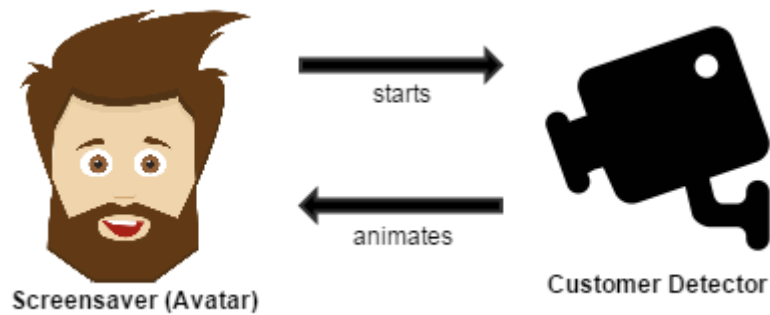 starts
animates
Screensaver (Avatar)
Customer Detector